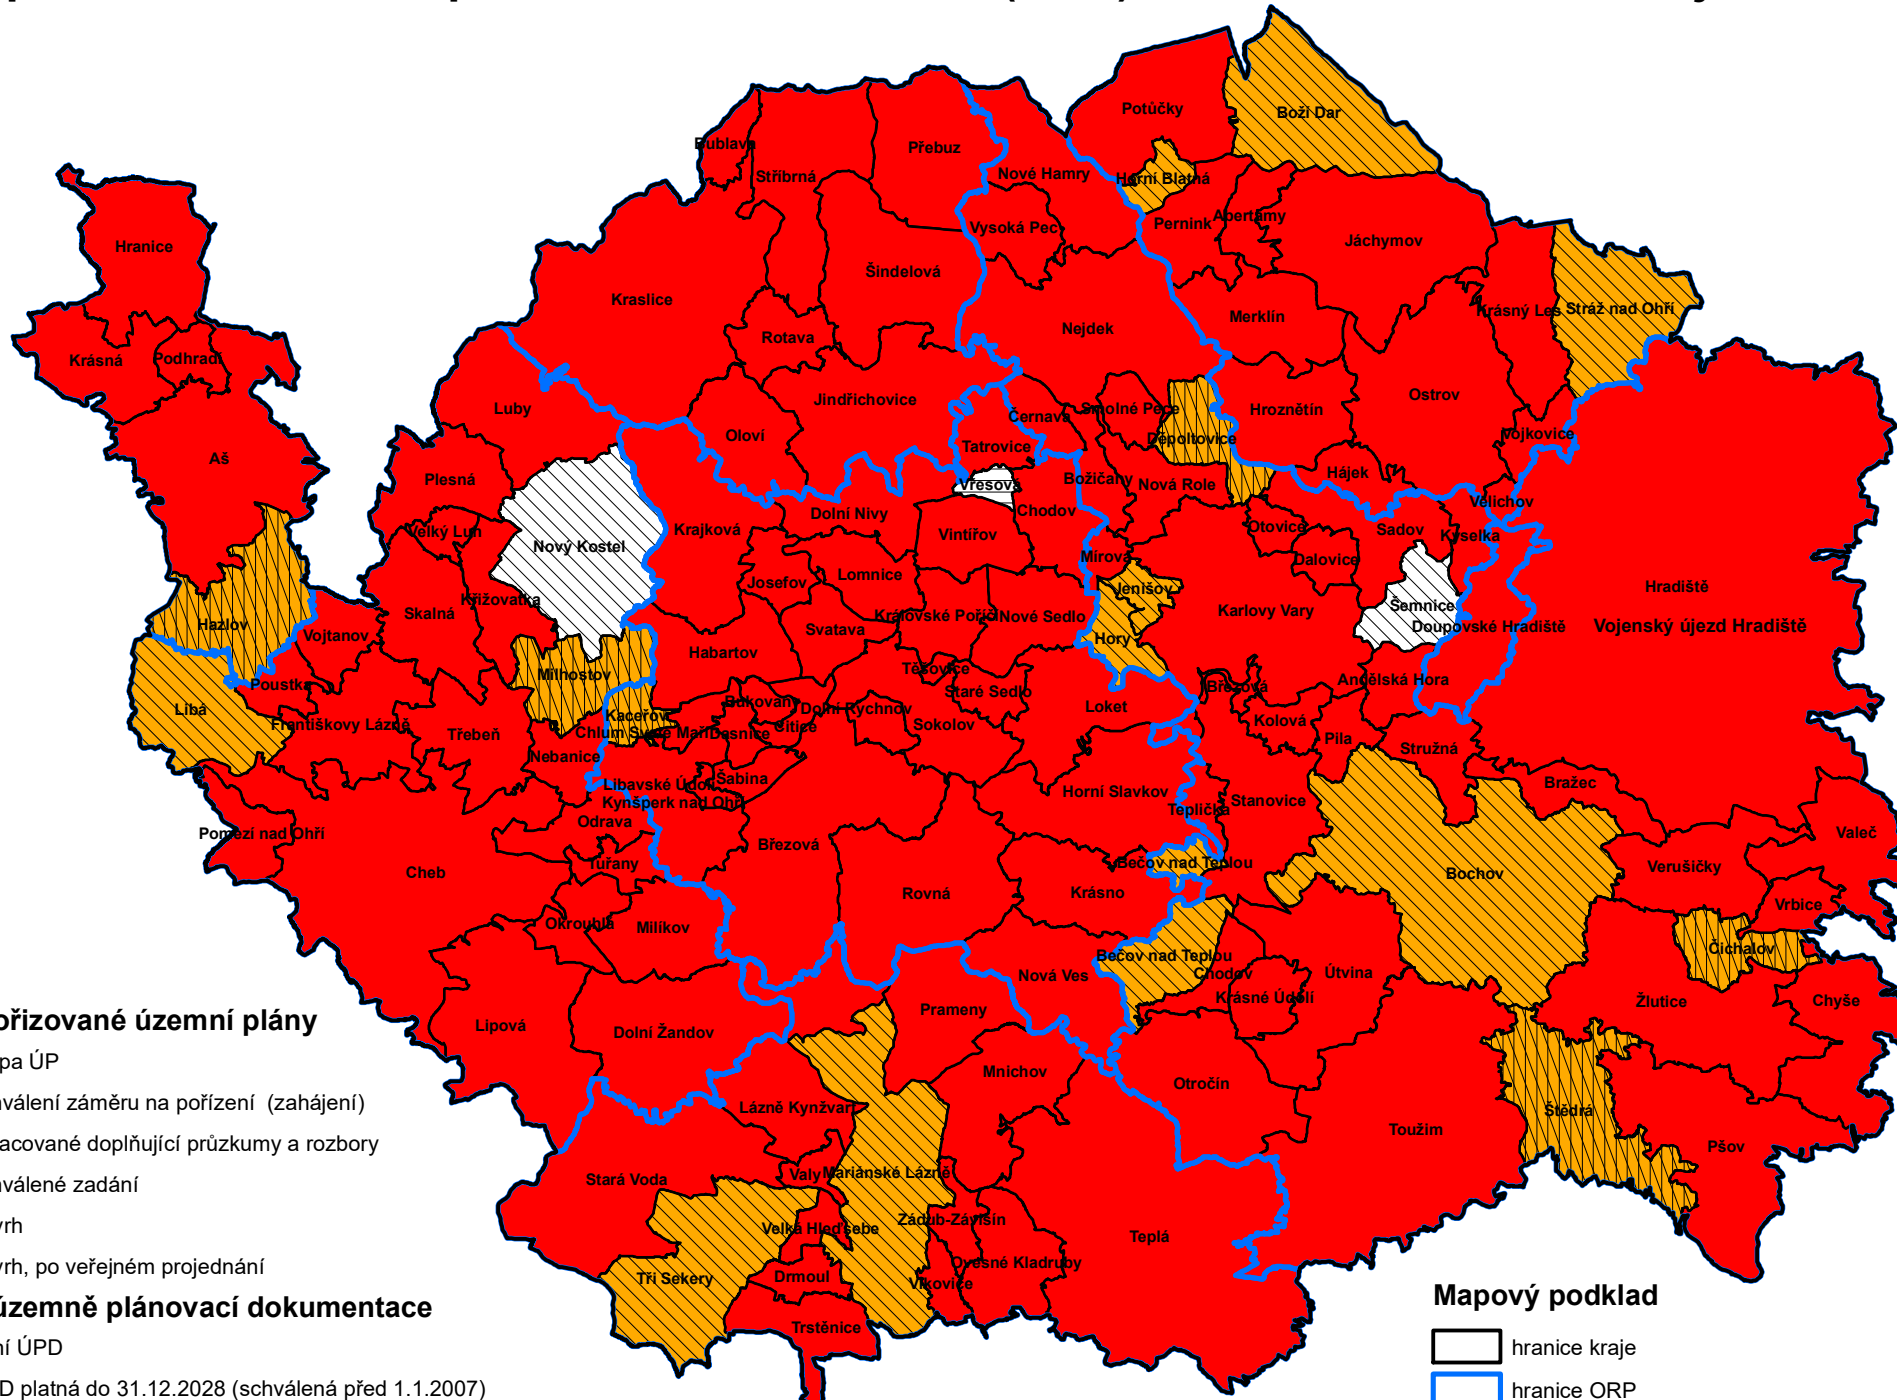 Potůčky
Boží Dar
Bublava
Přebuz
Stříbrná
Nové Hamry
Horní Blatná
Hranice
Vysoká Pec
Pernink
Abertamy
Jáchymov
Šindelová
Kraslice
Krásný Les
Stráž nad Ohří
Merklín
Rotava
Nejdek
Krásná
Podhradí
Luby
Jindřichovice
Ostrov
Smolné Pece
Hroznětín
Černava
Oloví
Tatrovice
Děpoltovice
Vojkovice
Aš
Plesná
Vřesová
Božičany
Nová Role
Hájek
Velichov
Dolní Nivy
Chodov
Krajková
Velký Luh
Vintířov
Otovice
Sadov
Kyselka
Nový Kostel
Mírová
Dalovice
Josefov
Lomnice
Jenišov
Hradiště
Křižovatka
Skalná
Šemnice
Královské Poříčí
Nové Sedlo
Karlovy Vary
Hazlov
Vojtanov
Svatava
Doupovské Hradiště
Vojenský újezd Hradiště
Hory
Habartov
Milhostov
Těšovice
Poustka
Andělská Hora
Březová
Staré Sedlo
Libá
Bukovany
Dolní Rychnov
Loket
Kaceřov
Františkovy Lázně
Kolová
Citice
Sokolov
Třebeň
Chlum Svaté Maří
Dasnice
Pila
Stružná
Nebanice
Šabina
Libavské Údolí
Bražec
Horní Slavkov
Kynšperk nad Ohří
Stanovice
Teplička
Odrava
Pomezí nad Ohří
Valeč
Březová
Tuřany
Bečov nad Teplou
Cheb
Verušičky
Bochov
Rovná
Krásno
Vrbice
Okrouhlá
Milíkov
Čichalov
Bečov nad Teplou
Nová Ves
Chodov
Útvina
Krásné Údolí
Žlutice
Chyše
Prameny
Lipová
Dolní Žandov
Mnichov
Otročín
Lázně Kynžvart
Štědrá
Toužim
Pšov
Valy
Mariánské Lázně
Stará Voda
Zádub-Závišín
Velká Hleďsebe
Teplá
Ovesné Kladruby
Drmoul
Tři Sekery
Vlkovice
Trstěnice
ořizované územní plány
pa ÚP
válení záměru na pořízení (zahájení)
acované doplňující průzkumy a rozbory
válené zadání
vrh
vrh, po veřejném projednání
územně plánovací dokumentace
ní ÚPD
D platná do 31.12.2028 (schválená před 1.1.2007)
Mapový podklad
hranice kraje
hranice ORP